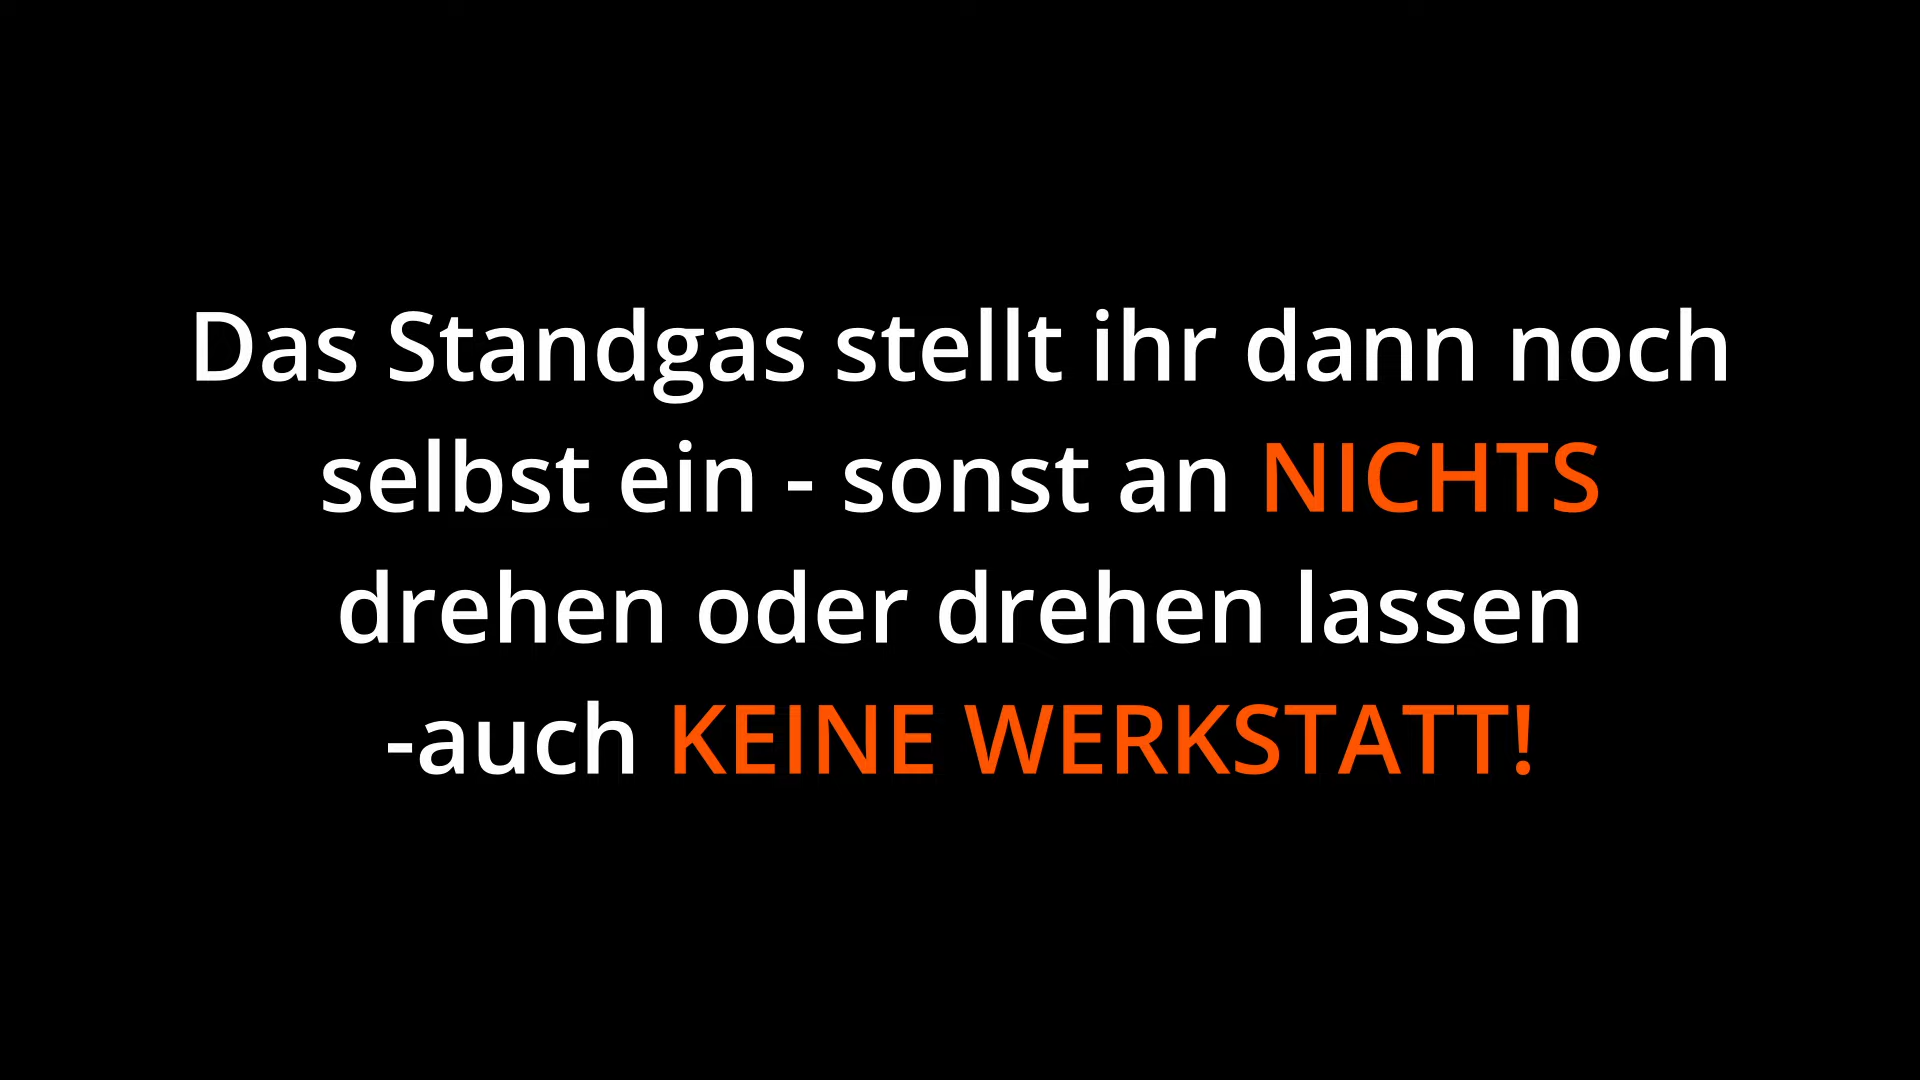 Das Standgas stellt ihr dann noch
selbst ein - sonst an NICHTS
drehen oder drehen lassen
-auch KEINE WERKSTATT!